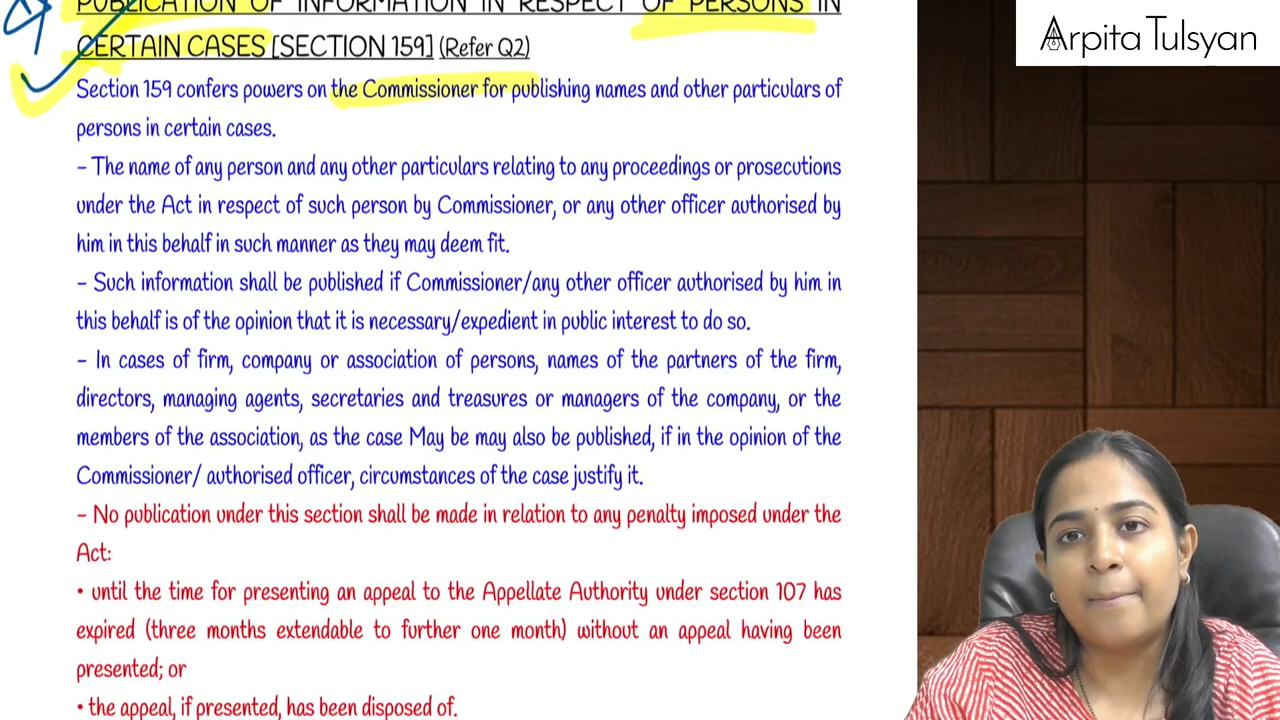 PUBLICATION OF INFORMATION IN RESPECT OF PERSONS IN
CERTAIN CASES [SECTION 159] (Refer Q2)
Section 159 confers powers on the Commissioner for publishing names and other particulars of
persons in certain cases.
- The name of any person and any other particulars relating to any proceedings or prosecutions
under the Act in respect of such person by Commissioner, or any other officer authorised by
him in this behalf in such manner as they may deem fit.
- Such information shall be published if Commissioner/any other officer authorised by him in
this behalf is of the opinion that it is necessary/expedient in public interest to do so.
- In cases of firm, company or association of persons, names of the partners of the firm,
directors, managing agents, secretaries and treasures or managers of the company, or the
members of the association, as the case May be may also be published, if in the opinion of the
Commissioner/ authorised officer, circumstances of the case justify it.
- No publication under this section shall be made in relation to any penalty imposed under the
Act:
• until the time for presenting an appeal to the Appellate Authority under section 107 has
expired (three months extendable to further one month) without an appeal having been
presented; or
• the appeal, if presented, has been disposed of.
Arpita Tulsyan